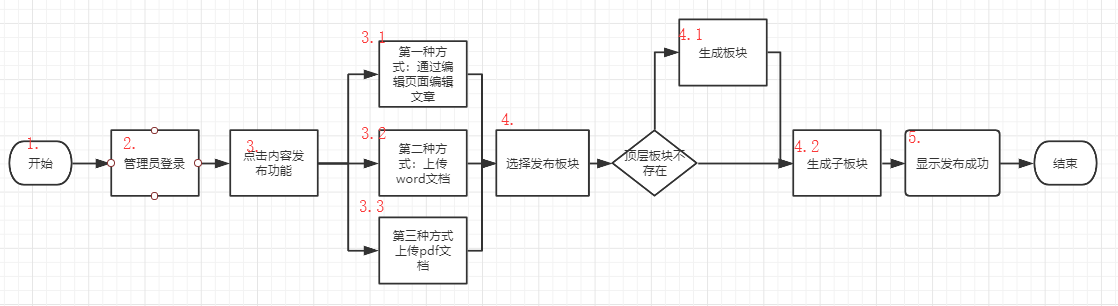 1.
开始
2.
管理员登录
3.
点击内容发
布功能
3.1
第一种方
式：通过编
辑页面编辑
文章
3.2
第二种方
式：上传
word文档
3.3
第三种方式
上传pdf文
档
4.
选择发布板块
顶层板块不
存在
4.1
生成板块
4.2
生成子板块
5.
显示发布成功
结束